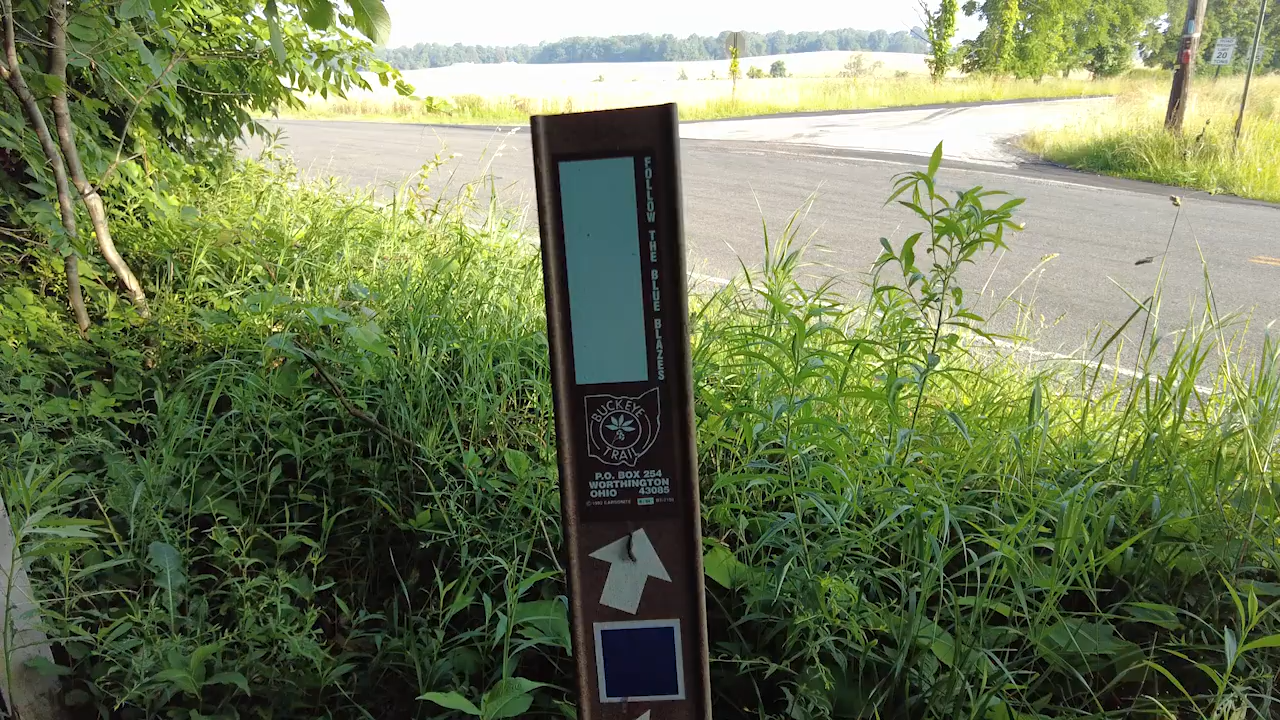 FOLLOW THE BLUE BLAZES
BUCKEYE
TRAIL
P.O. BOX 254
WORTHINGTON
OHIO 43085
20